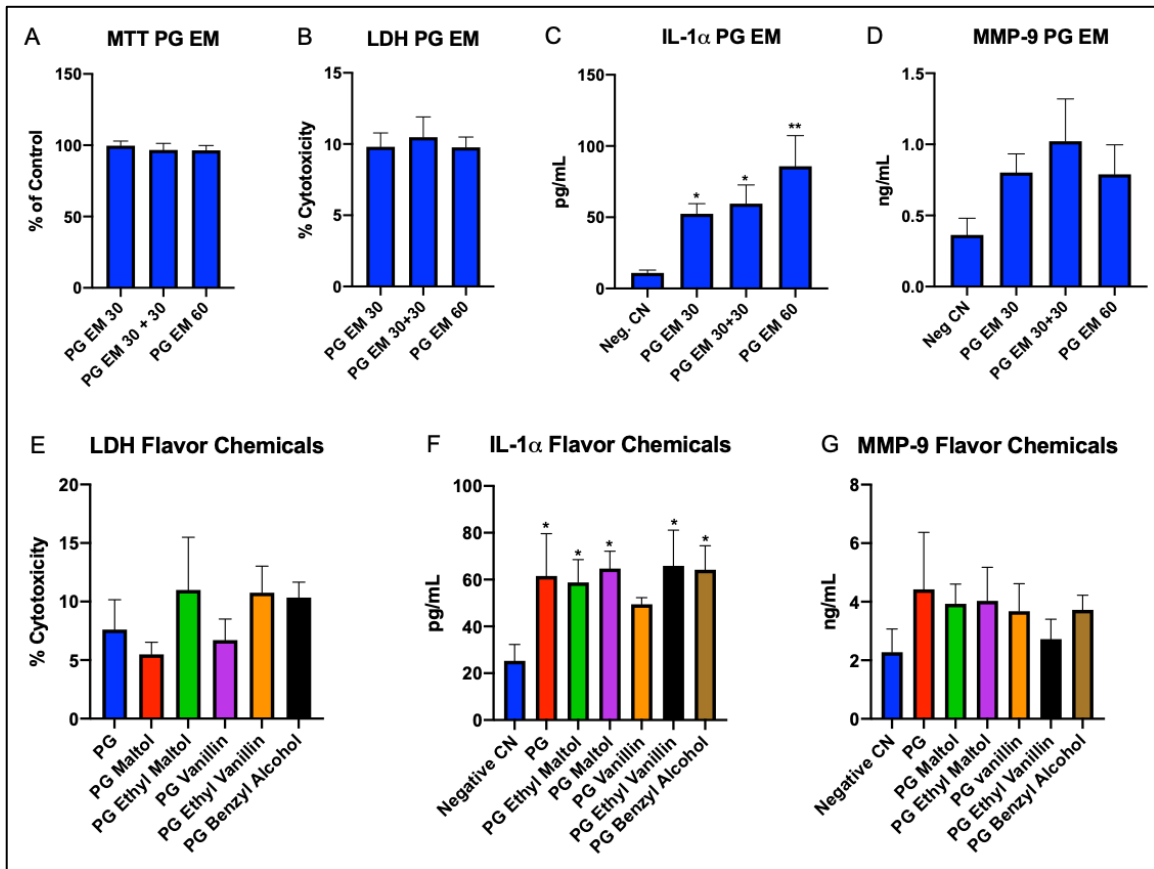 A MTT PG EM
% of Control
150
100
50
0
PG EM 30
PG EM 30 + 30
PG EM 60
B LDH PG EM
% Cytotoxicity
15
10
5
0
PG EM 30
PG EM 30+30
PG EM 60
C IL-1α PG EM
pg/mL
150
100
50
0
*
*
**
Neg. CN
PG EM 30
PG EM 30+30
PG EM 60
D MMP-9 PG EM
ng/mL
1.5
1.0
0.5
0.0
Neg CN
PG EM 30
PG EM 30+30
PG EM 60
E LDH Flavor Chemicals
% Cytotoxicity
20
15
10
5
0
PG
PG Maltol
PG Ethyl Maltol
PG Vanillin
PG Ethyl Vanillin
PG Benzyl Alcohol
F IL-1α Flavor Chemicals
pg/mL
100
80
60
40
20
0
*
*
*
*
*
Negative CN
PG
PG Ethyl Maltol
PG Maltol
PG Vanillin
PG Ethyl Vanillin
PG Benzyl Alcohol
G MMP-9 Flavor Chemicals
ng/mL
8
6
4
2
0
Negative CN
PG
PG Maltol
PG Ethyl Maltol
PG vanillin
PG Ethyl Vanillin
PG Benzyl Alcohol